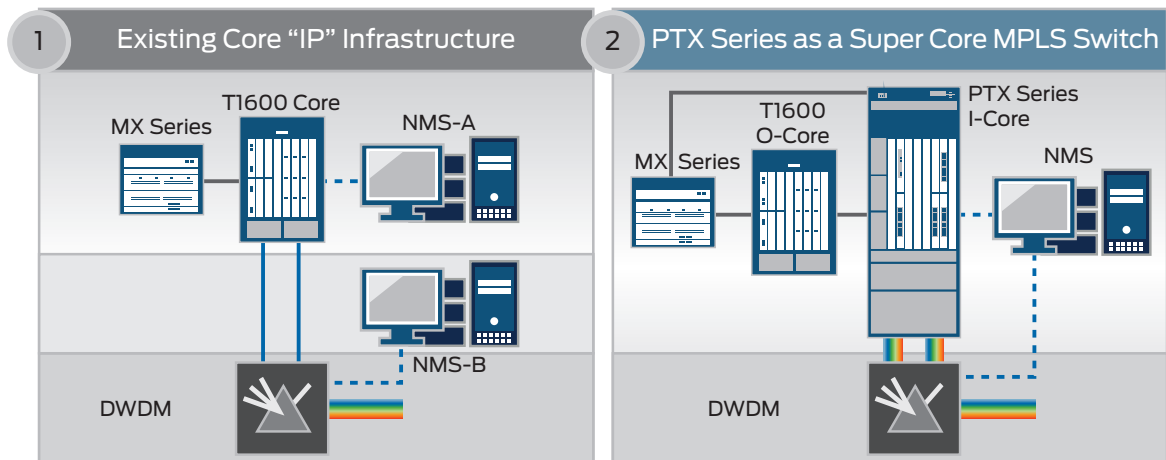 1
Existing Core “IP” Infrastructure
T1600 Core
MX Series
NMS-A
NMS-B
DWDM
2
PTX Series as a Super Core MPLS Switch
PTX Series
I-Core
T1600
O-Core
MX Series
NMS
DWDM